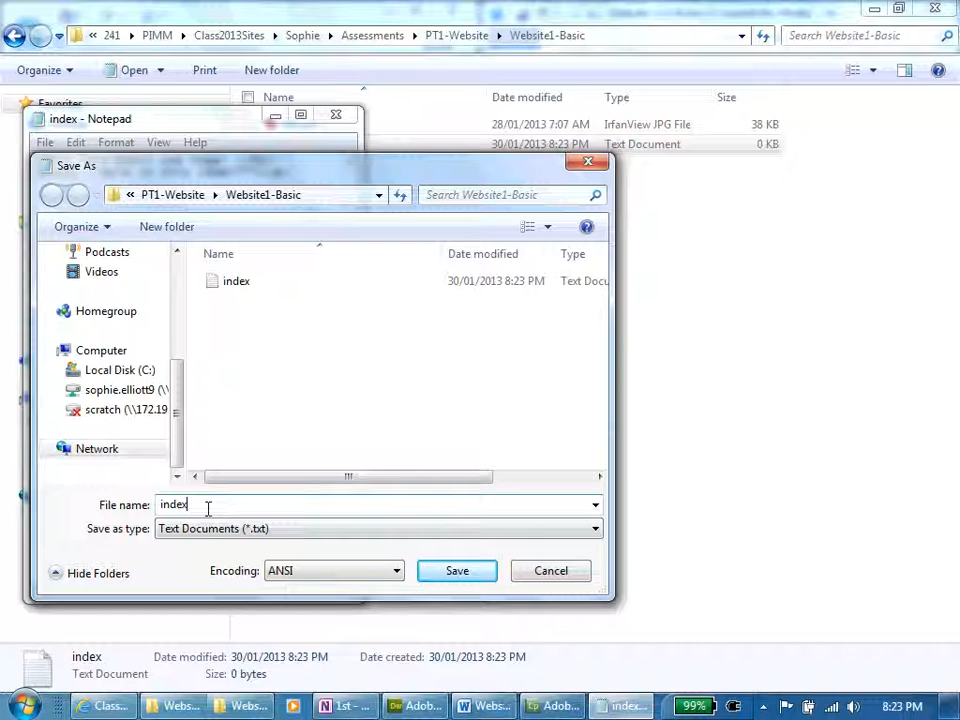 « 241 PIMM Class2013Sites Sophie Assessments PT1-Website Website1-Basic Search Website1-Basic
Organize Open Print New folder
Favorites Name Date modified Type Size
28/01/2013 7:07 AM IrfanView JPG File 38 KB
30/01/2013 8:23 PM Text Document 0 KB
index - Notepad
File Edit Format View Help
Save As
« PT1-Website Website1-Basic Search Website1-Basic
Organize New folder
Podcasts
Videos
Homegroup
Computer
Local Disk (C:)
sophie.elliott9 (\\
scratch (\\172.19
Network
Name Date modified Type
index 30/01/2013 8:23 PM Text Docu
File name: index
Save as type: Text Documents (*.txt)
Hide Folders Encoding: ANSI Save Cancel
index Date modified: 30/01/2013 8:23 PM Date created: 30/01/2013 8:23 PM
Text Document Size: 0 bytes
Class... Webs... Webs... N 1st - ... Dw Adob... W Webs... Cp Adob... index... 99% 8:23 PM